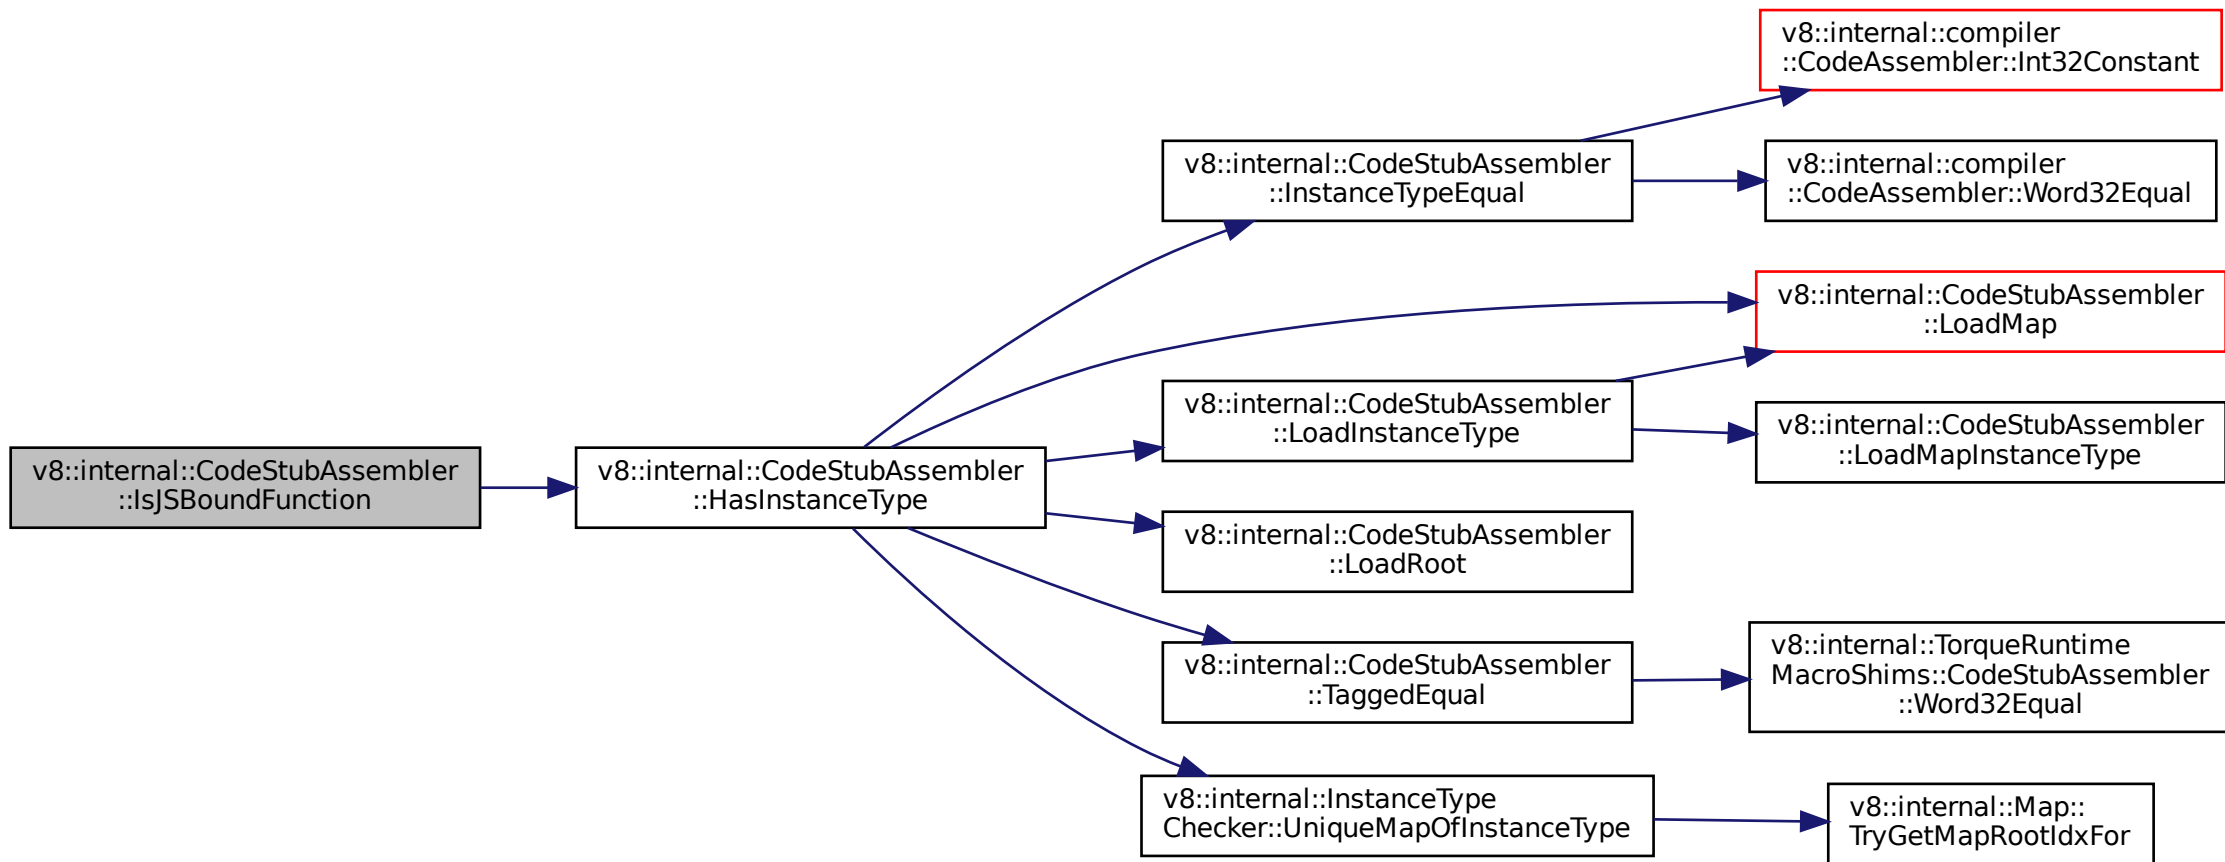 v8::internal::CodeStubAssembler
::IsJSBoundFunction
v8::internal::CodeStubAssembler
::HasInstanceType
v8::internal::CodeStubAssembler
::InstanceTypeEqual
v8::internal::compiler
::CodeAssembler::Int32Constant
v8::internal::compiler
::CodeAssembler::Word32Equal
v8::internal::CodeStubAssembler
::LoadMap
v8::internal::CodeStubAssembler
::LoadInstanceType
v8::internal::CodeStubAssembler
::LoadMapInstanceType
v8::internal::CodeStubAssembler
::LoadRoot
v8::internal::CodeStubAssembler
::TaggedEqual
v8::internal::TorqueRuntime
MacroShims::CodeStubAssembler
::Word32Equal
v8::internal::InstanceType
Checker::UniqueMapOfInstanceType
v8::internal::Map::
TryGetMapRootIdxFor